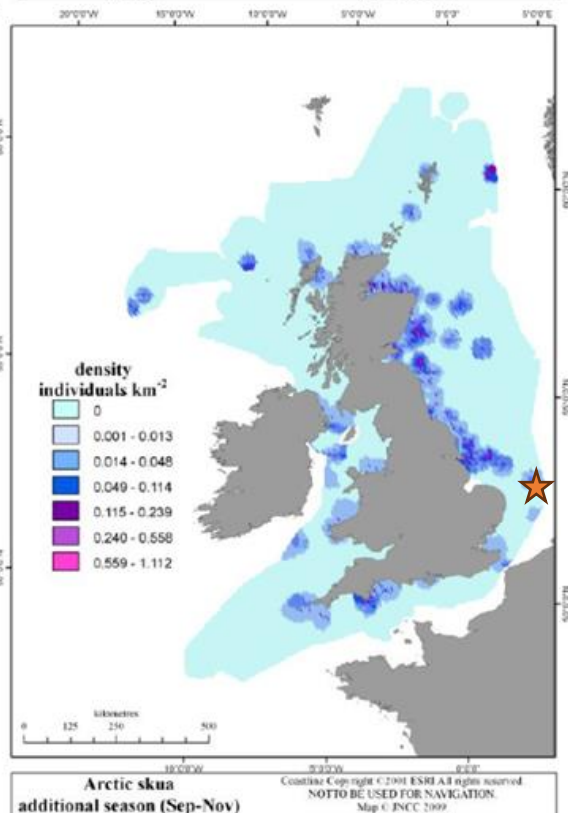 20°0'0"W 15°0'0"W 10°0'0"W 5°0'0"W 0°0'0" 5°0'0"E
density
individuals km⁻²
0
0.001 - 0.013
0.014 - 0.048
0.049 - 0.114
0.115 - 0.239
0.240 - 0.558
0.559 - 1.112
kilometres
0 125 250 500
10°0'0"W 5°0'0"W 0°0'0"
Arctic skua
additional season (Sep-Nov)
Coastline Copyright ©2001 ESRI All rights reserved.
NOT TO BE USED FOR NAVIGATION.
Map © JNCC 2009